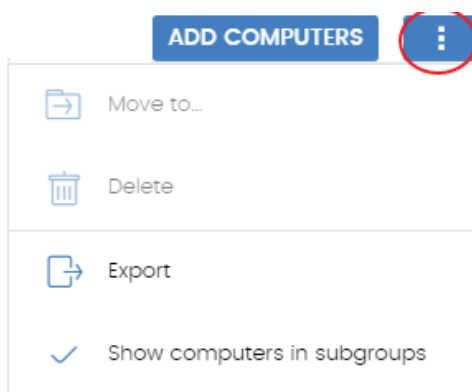 ADD COMPUTERS
Move to...
Delete
Export
Show computers in subgroups